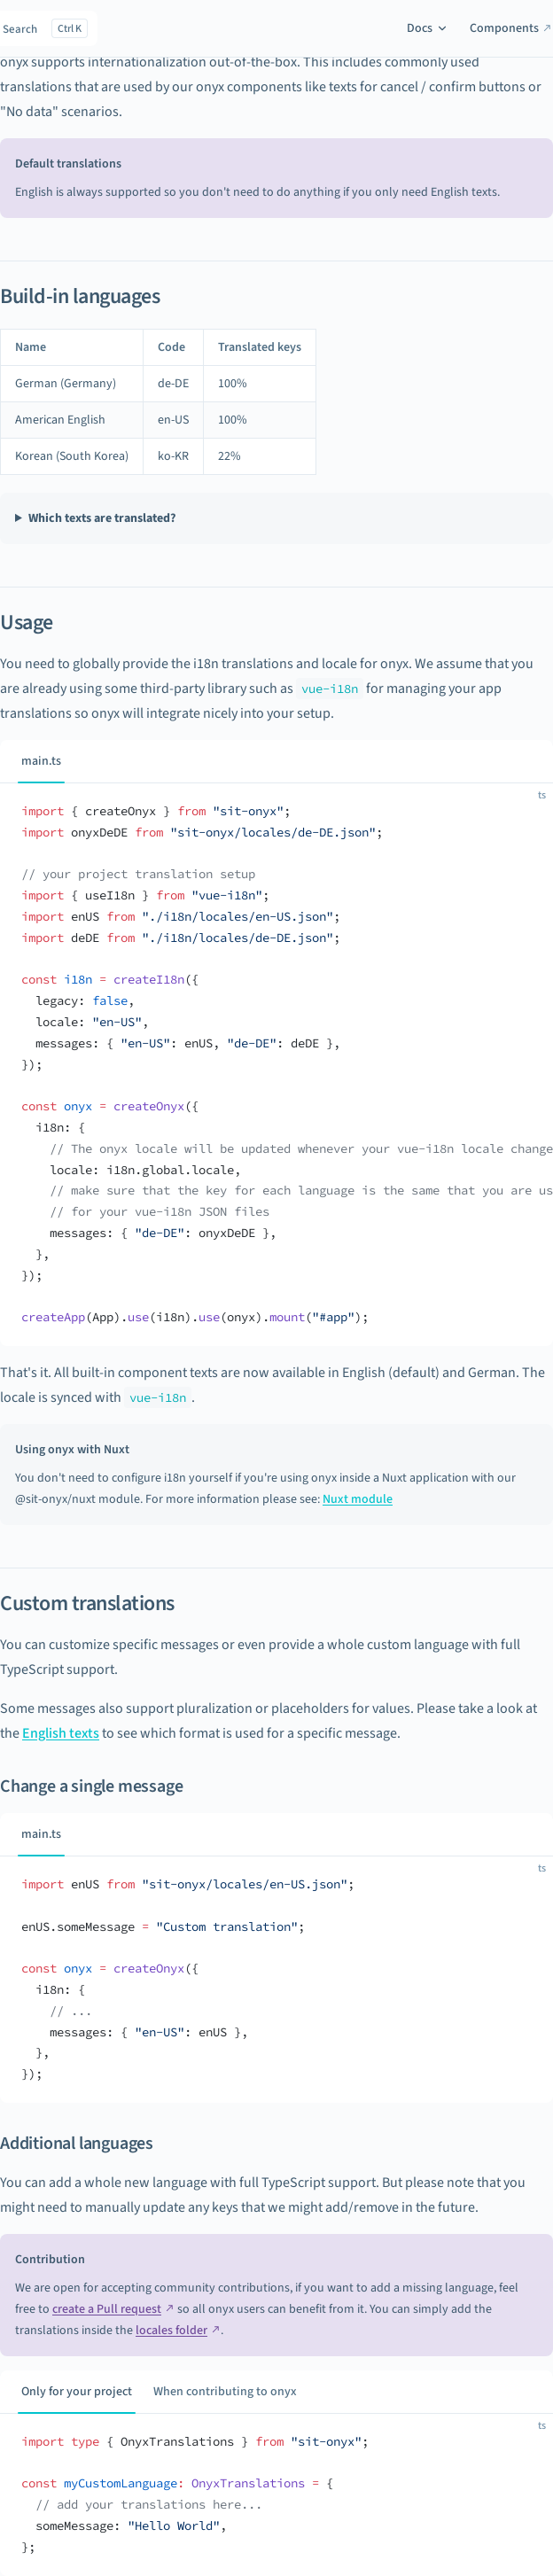 Search Ctrl K Docs Components ↗
onyx supports internationalization out-of-the-box. This includes commonly used
translations that are used by our onyx components like texts for cancel / confirm buttons or
"No data" scenarios.
Default translations
English is always supported so you don't need to do anything if you only need English texts.
Build-in languages
Name Code Translated keys
German (Germany) de-DE 100%
American English en-US 100%
Korean (South Korea) ko-KR 22%
▶ Which texts are translated?
Usage
You need to globally provide the i18n translations and locale for onyx. We assume that you
are already using some third-party library such as vue-i18n for managing your app
translations so onyx will integrate nicely into your setup.
main.ts
ts
import { createOnyx } from "sit-onyx";
import onyxDeDE from "sit-onyx/locales/de-DE.json";
// your project translation setup
import { useI18n } from "vue-i18n";
import enUS from "./i18n/locales/en-US.json";
import deDE from "./i18n/locales/de-DE.json";
const i18n = createI18n({
  legacy: false,
  locale: "en-US",
  messages: { "en-US": enUS, "de-DE": deDE },
});
const onyx = createOnyx({
  i18n: {
    // The onyx locale will be updated whenever your vue-i18n locale change
    locale: i18n.global.locale,
    // make sure that the key for each language is the same that you are us
    // for your vue-i18n JSON files
    messages: { "de-DE": onyxDeDE },
  },
});
createApp(App).use(i18n).use(onyx).mount("#app");
That's it. All built-in component texts are now available in English (default) and German. The
locale is synced with vue-i18n .
Using onyx with Nuxt
You don't need to configure i18n yourself if you're using onyx inside a Nuxt application with our
@sit-onyx/nuxt module. For more information please see: Nuxt module
Custom translations
You can customize specific messages or even provide a whole custom language with full
TypeScript support.
Some messages also support pluralization or placeholders for values. Please take a look at
the English texts to see which format is used for a specific message.
Change a single message
main.ts
ts
import enUS from "sit-onyx/locales/en-US.json";
enUS.someMessage = "Custom translation";
const onyx = createOnyx({
  i18n: {
    // ...
    messages: { "en-US": enUS },
  },
});
Additional languages
You can add a whole new language with full TypeScript support. But please note that you
might need to manually update any keys that we might add/remove in the future.
Contribution
We are open for accepting community contributions, if you want to add a missing language, feel
free to create a Pull request ↗ so all onyx users can benefit from it. You can simply add the
translations inside the locales folder ↗.
Only for your project When contributing to onyx
ts
import type { OnyxTranslations } from "sit-onyx";
const myCustomLanguage: OnyxTranslations = {
  // add your translations here...
  someMessage: "Hello World",
};